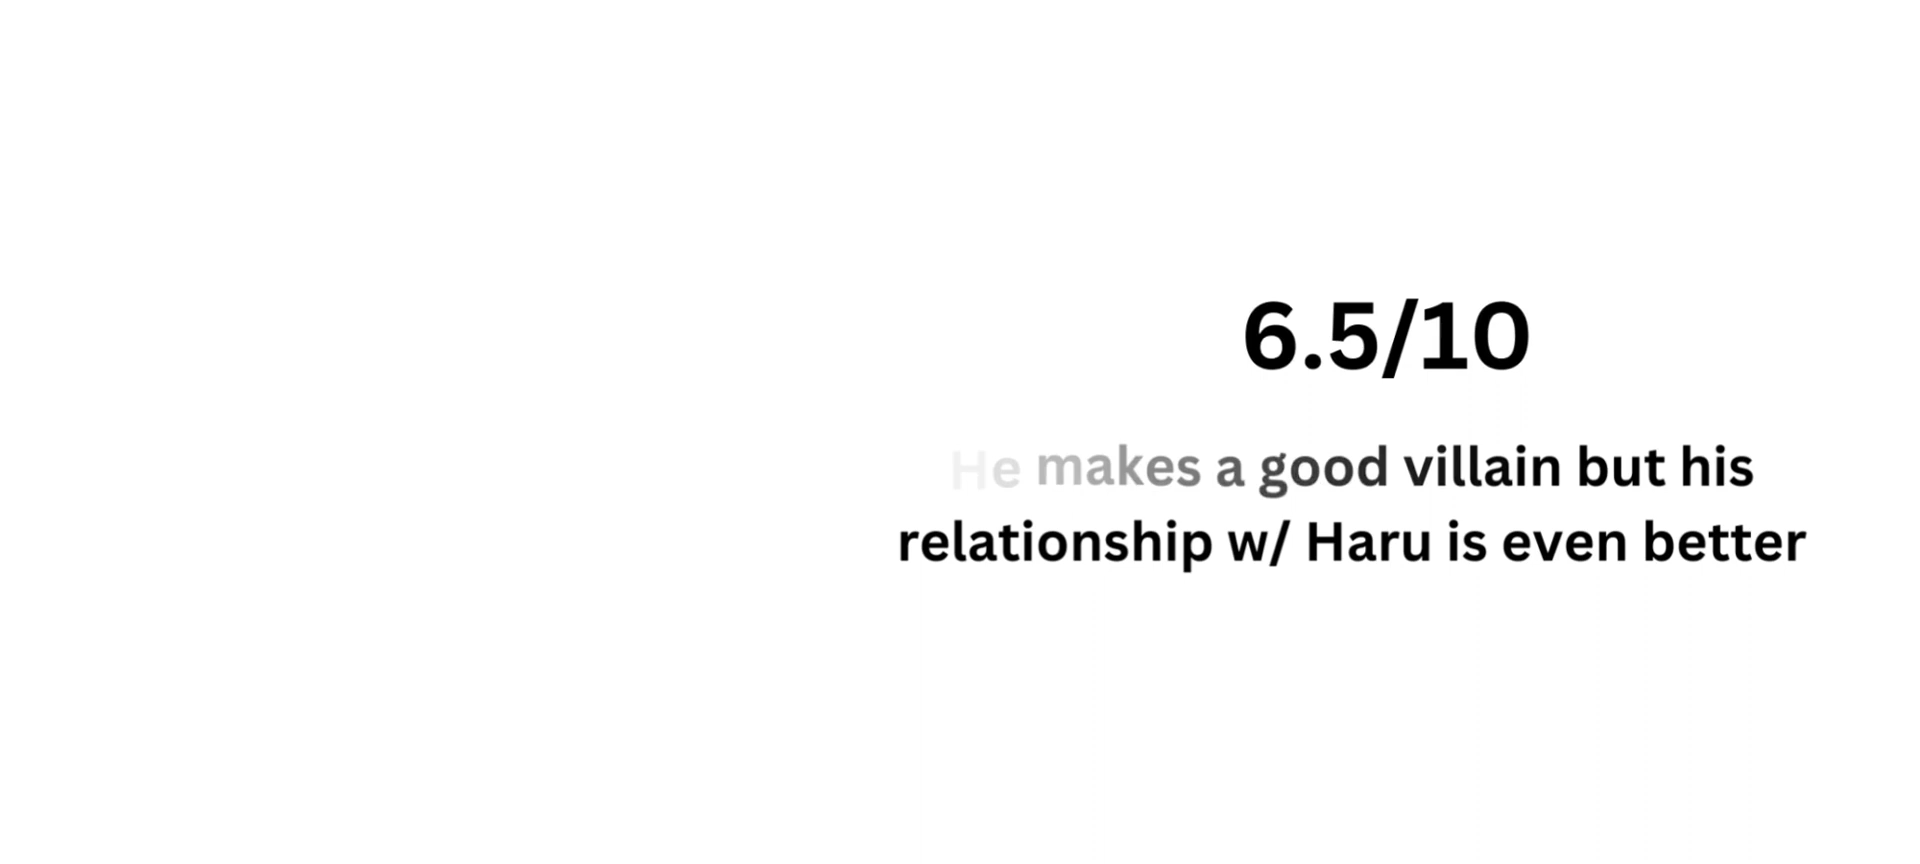 6.5/10
He makes a good villain but his
relationship w/ Haru is even better